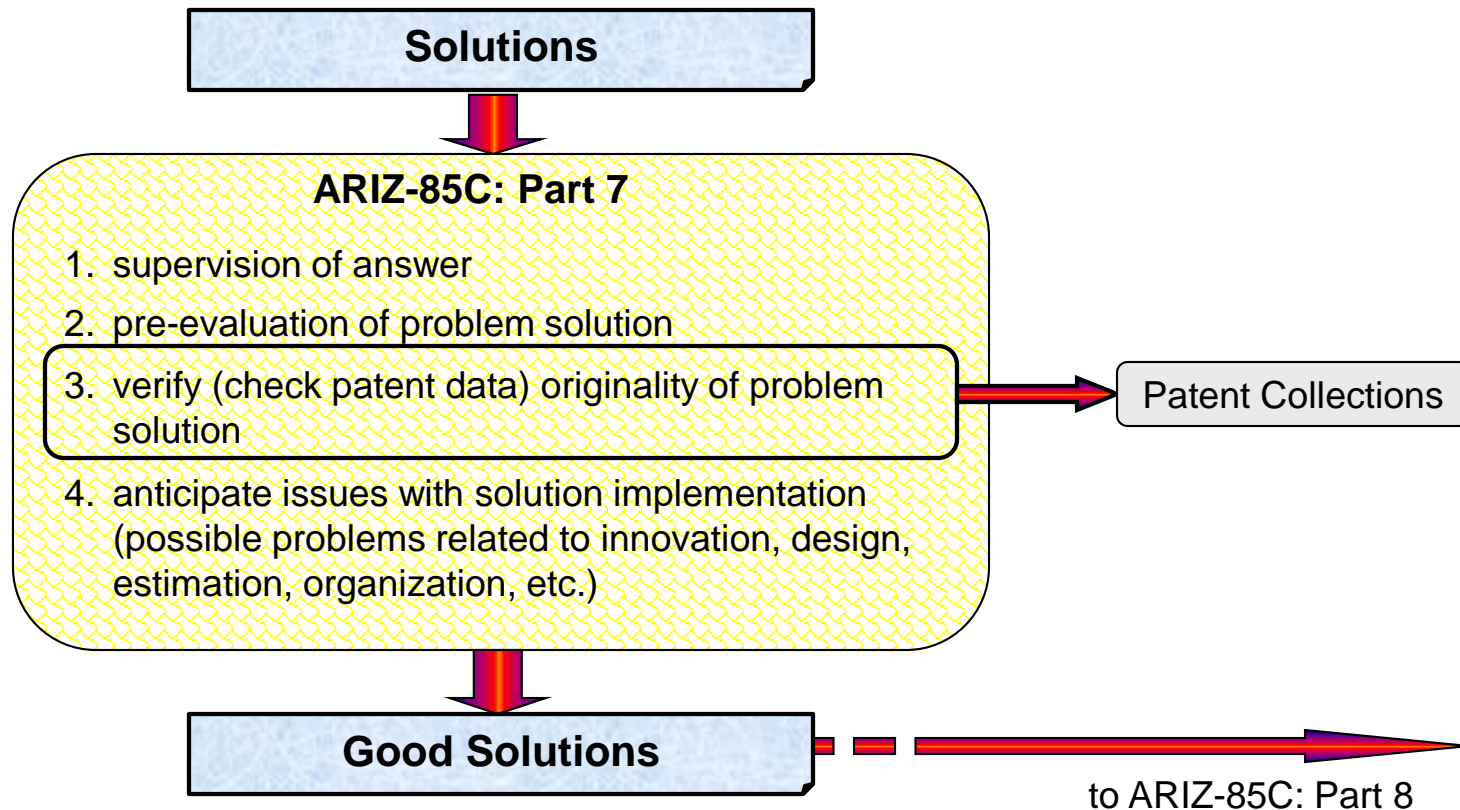 Solutions
ARIZ-85C: Part 7
1. supervision of answer
2. pre-evaluation of problem solution
3. verify (check patent data) originality of problem
solution
Patent Collections
4. anticipate issues with solution implementation
(possible problems related to innovation, design,
estimation, organization, etc.)
Good Solutions
to ARIZ-85C: Part 8